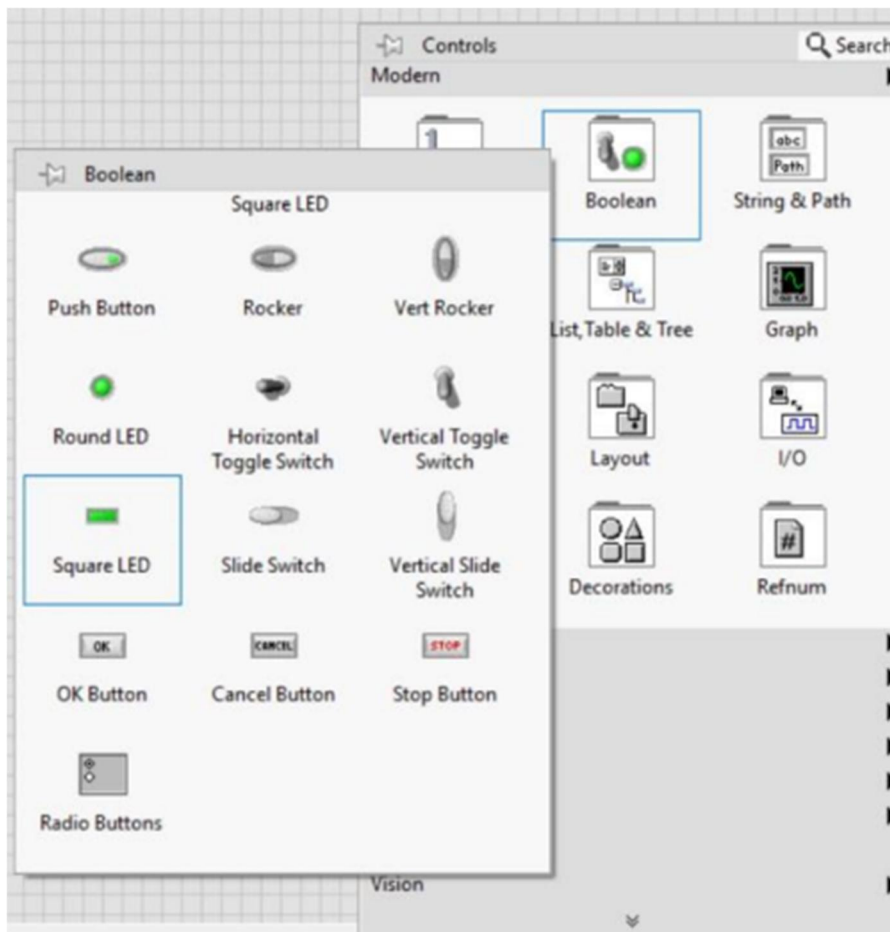 Controls
Search
Modern
1
Boolean
abc
Path
String & Path
List, Table & Tree
Graph
Layout
I/O
Decorations
#
Refnum
Vision
Boolean
Square LED
Push Button
Rocker
Vert Rocker
Round LED
Horizontal
Toggle Switch
Vertical Toggle
Switch
Square LED
Slide Switch
Vertical Slide
Switch
OK
CANCEL
STOP
OK Button
Cancel Button
Stop Button
Radio Buttons